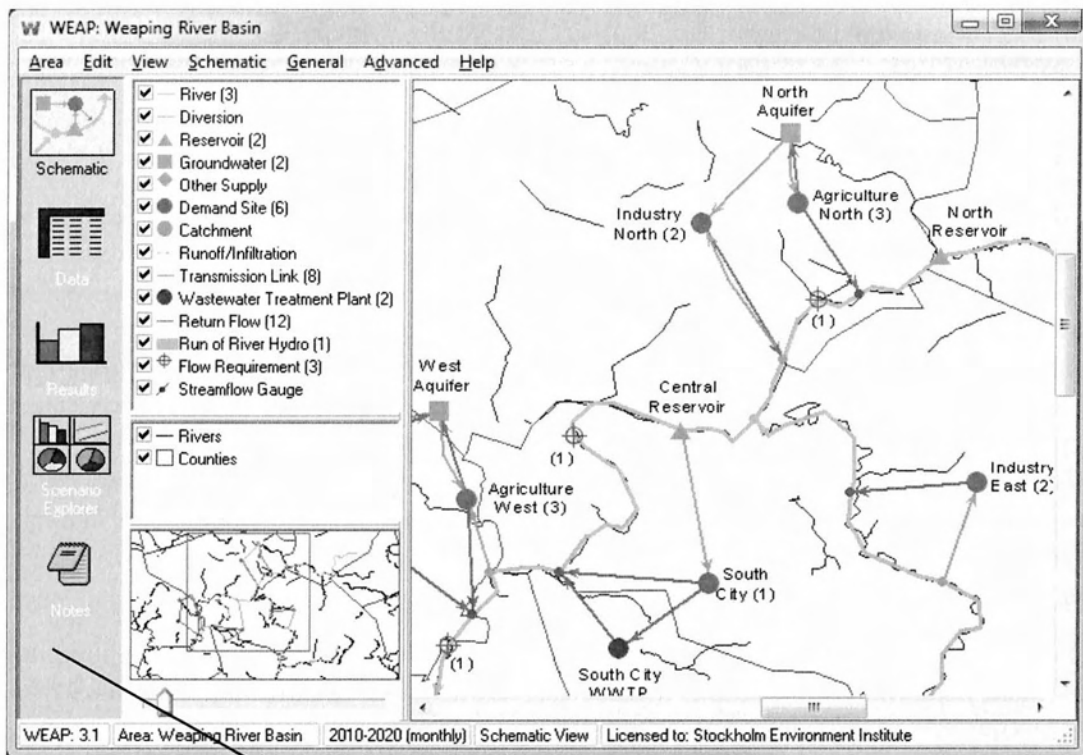 W WEAP: Weaping River Basin
Area Edit View Schematic General Advanced Help
Schematic
Data
Results
Scenario
Explorer
Notes
River (3)
Diversion
Reservoir (2)
Groundwater (2)
Other Supply
Demand Site (6)
Catchment
Runoff/Infiltration
Transmission Link (8)
Wastewater Treatment Plant (2)
Return Flow (12)
Run of River Hydro (1)
Flow Requirement (3)
Streamflow Gauge
Rivers
Counties
North
Aquifer
Industry
North (2)
Agriculture
North (3)
North
Reservoir
(1)
West
Aquifer
Central
Reservoir
(1)
Agriculture
West (3)
Industry
East (2)
South
City (1)
(1)
South City
WWTP
WEAP: 3.1 Area: Weaping River Basin 2010-2020 (monthly) Schematic View Licensed to: Stockholm Environment Institute